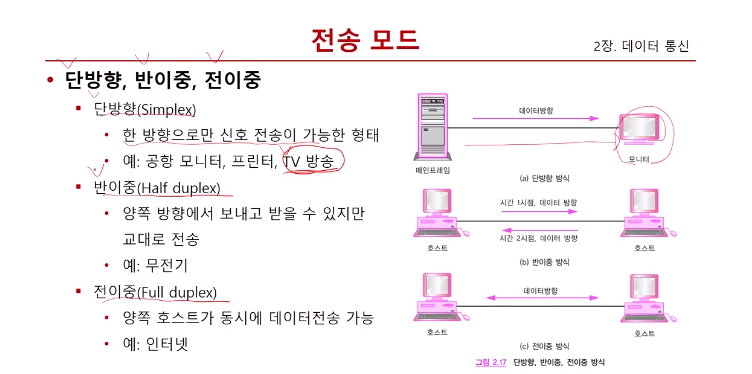 전송 모드
2장. 데이터 통신
• 단방향, 반이중, 전이중
▪ 단방향(Simplex)
• 한 방향으로만 신호 전송이 가능한 형태
• 예: 공항 모니터, 프린터, TV 방송
▪ 반이중(Half duplex)
• 양쪽 방향에서 보내고 받을 수 있지만
교대로 전송
• 예: 무전기
▪ 전이중(Full duplex)
• 양쪽 호스트가 동시에 데이터전송 가능
• 예: 인터넷
데이터방향
메인프레임
모니터
(a) 단방향 방식
시간 1시점, 데이터 방향
시간 2시점, 데이터 방향
호스트
호스트
(b) 반이중 방식
데이터방향
호스트
호스트
(c) 전이중 방식
그림 2.17 단방향, 반이중, 전이중 방식